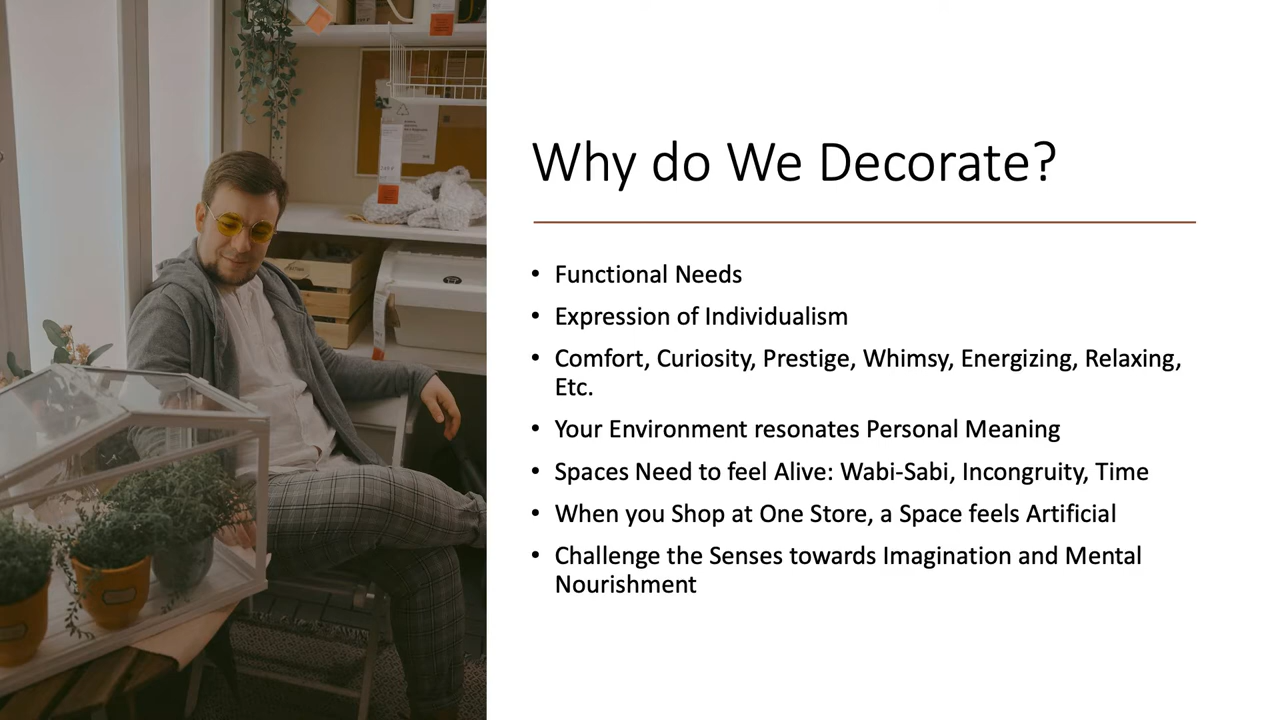 Why do We Decorate?
• Functional Needs
• Expression of Individualism
• Comfort, Curiosity, Prestige, Whimsy, Energizing, Relaxing,
Etc.
• Your Environment resonates Personal Meaning
• Spaces Need to feel Alive: Wabi-Sabi, Incongruity, Time
• When you Shop at One Store, a Space feels Artificial
• Challenge the Senses towards Imagination and Mental
Nourishment